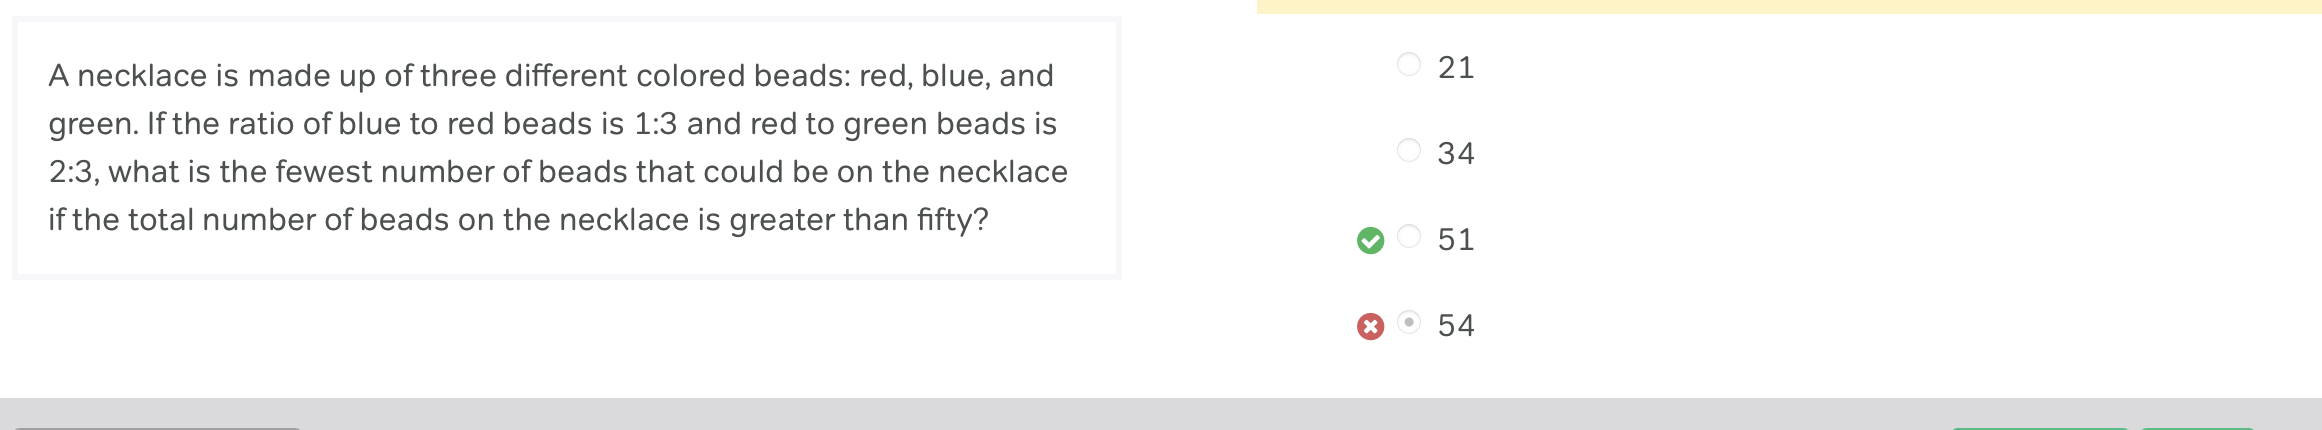 A necklace is made up of three different colored beads: red, blue, and
green. If the ratio of blue to red beads is 1:3 and red to green beads is
2:3, what is the fewest number of beads that could be on the necklace
if the total number of beads on the necklace is greater than fifty?
21
34
51
54